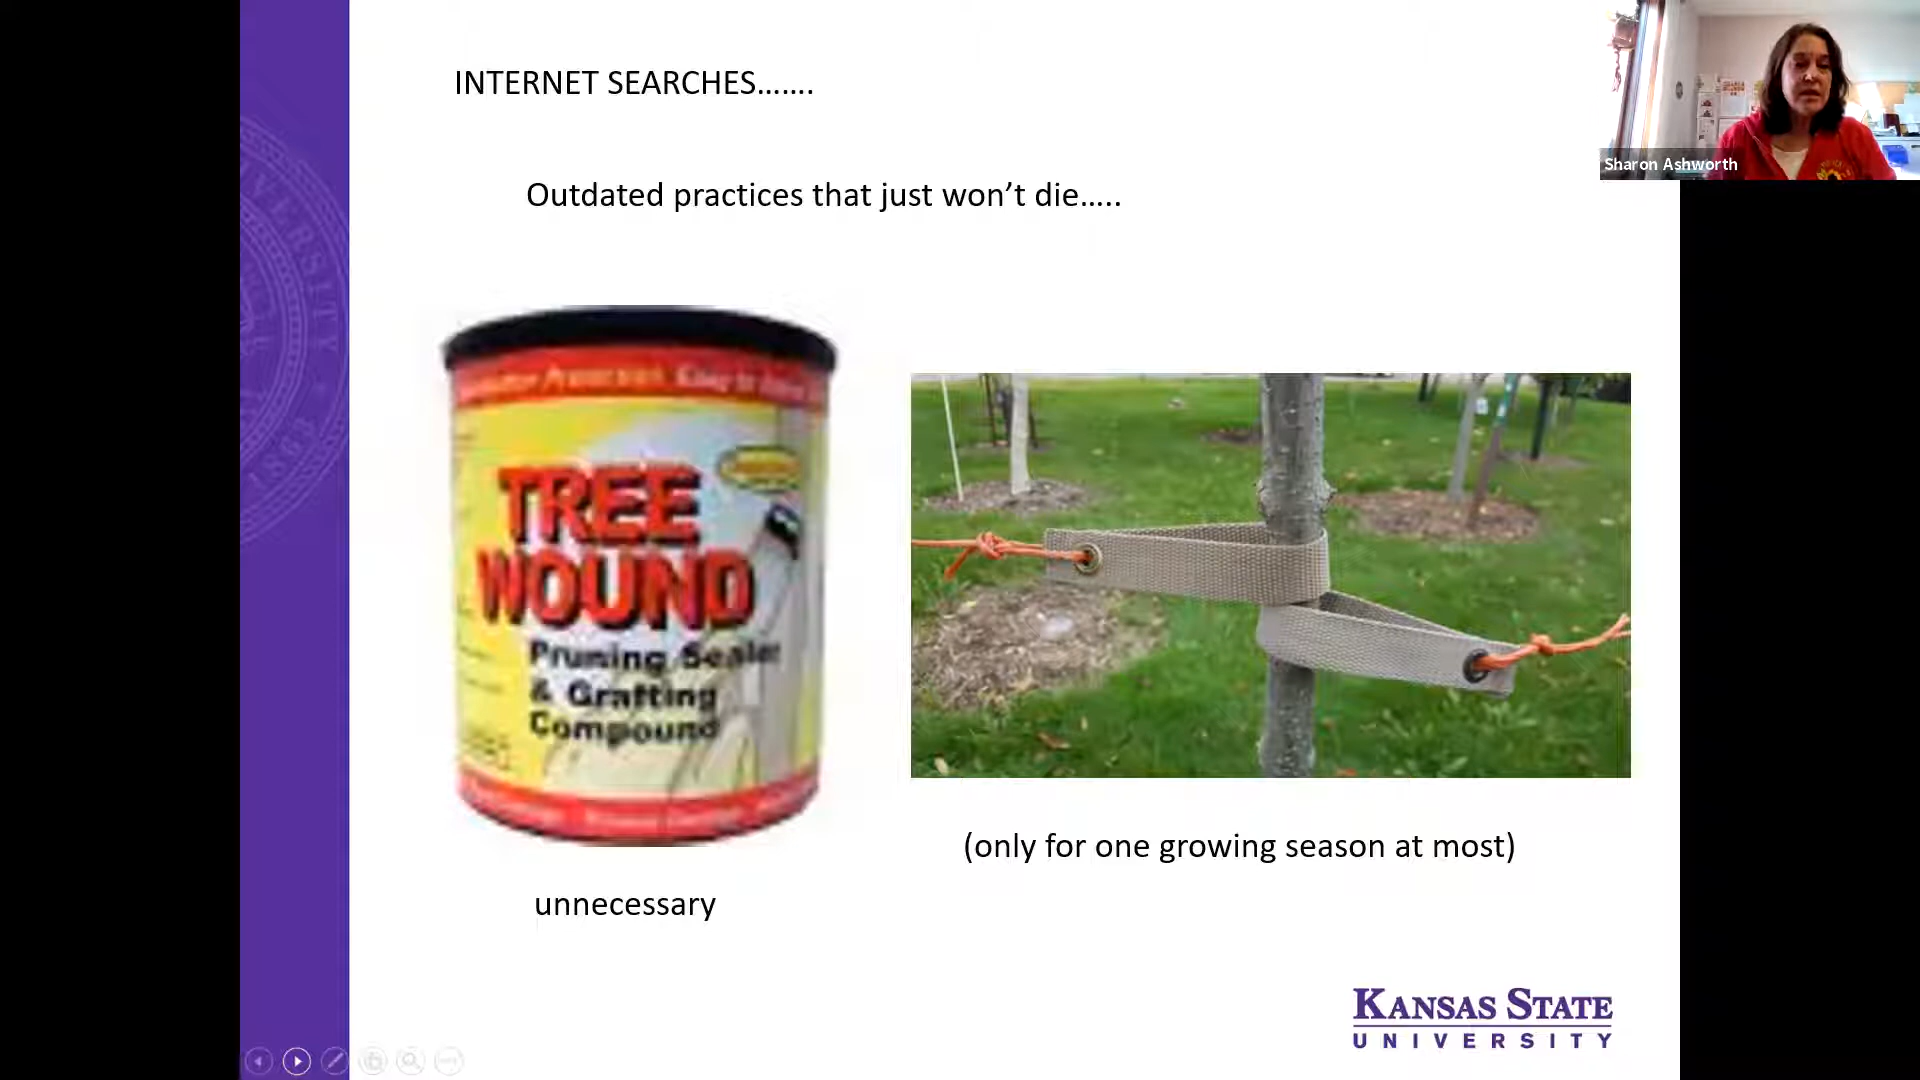 INTERNET SEARCHES.......
Sharon Ashworth
Outdated practices that just won’t die.....
TREE
WOUND
Pruning Sealer
& Grafting
Compound
(only for one growing season at most)
unnecessary
KANSAS STATE
UNIVERSITY